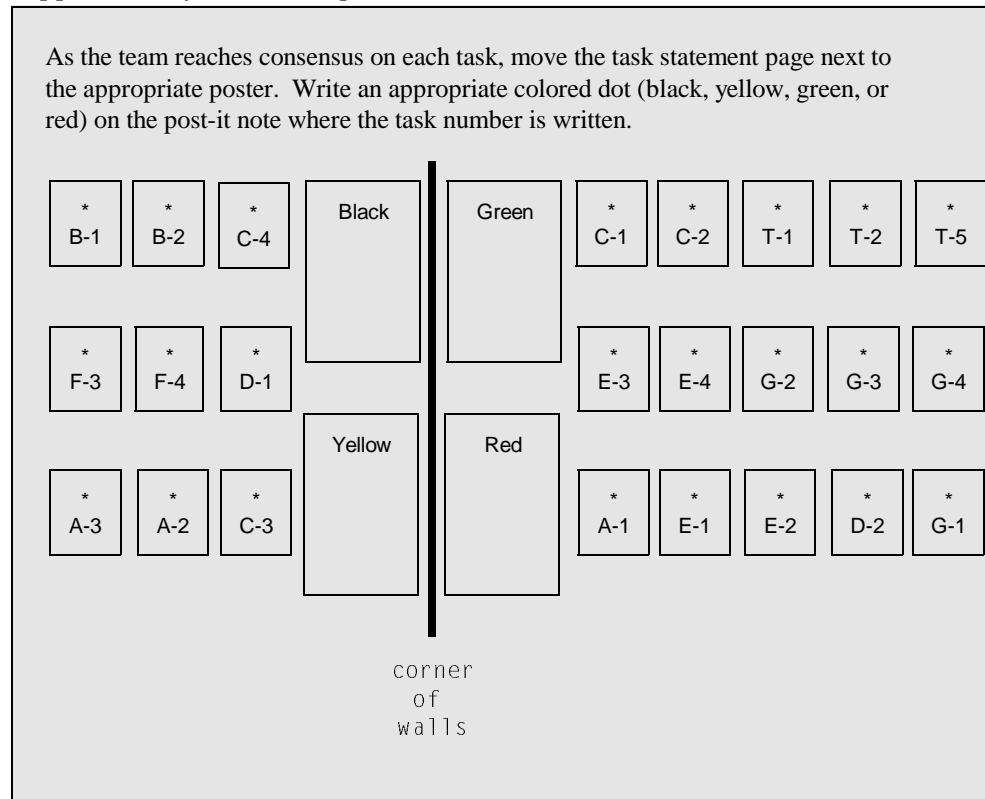 As the team reaches consensus on each task, move the task statement page next to
the appropriate poster. Write an appropriate colored dot (black, yellow, green, or
red) on the post-it note where the task number is written.
* * * Black Green * * * * *
B-1 B-2 C-4 C-1 C-2 T-1 T-2 T-5
* * * * * * * *
F-3 F-4 D-1 E-3 E-4 G-2 G-3 G-4
Yellow Red
* * * * * * * *
A-3 A-2 C-3 A-1 E-1 E-2 D-2 G-1
corner
of
walls